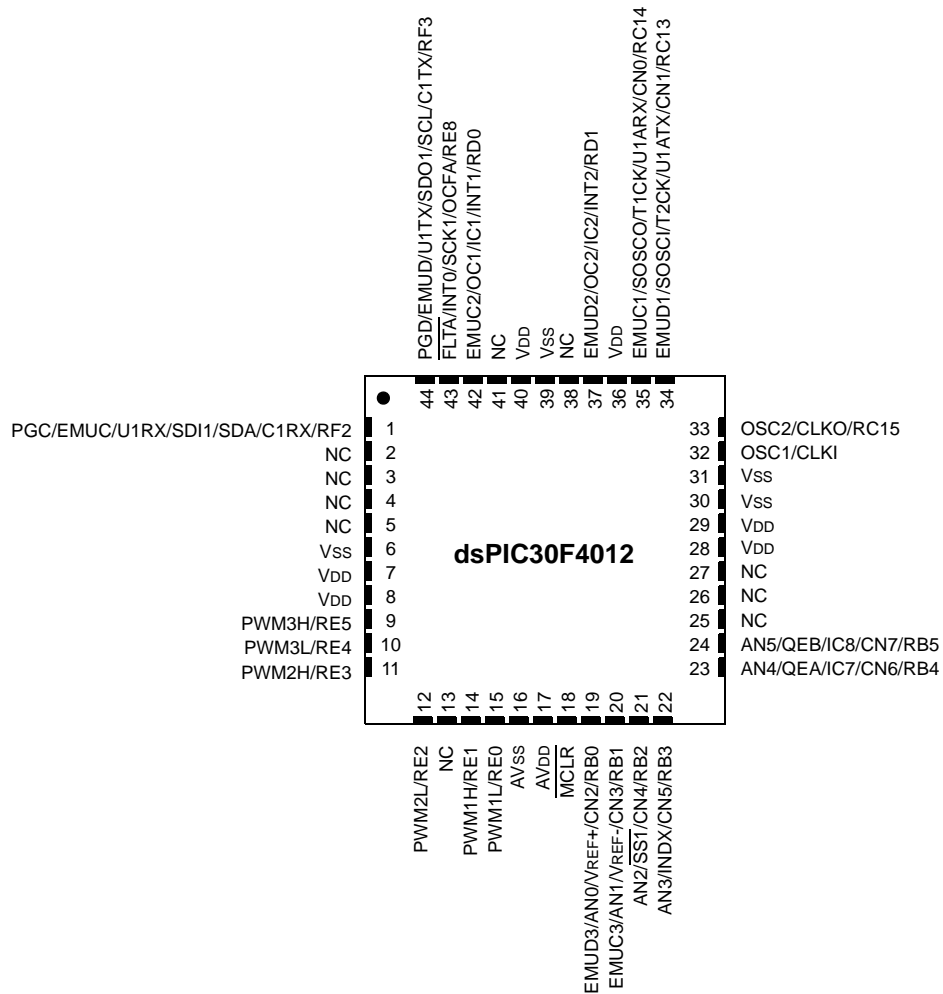 PGD/EMUD/U1TX/SDO1/SCL/C1TX/RF3
FLTA/INT0/SCK1/OCFA/RE8
EMUC2/OC1/IC1/INT1/RD0
NC
VDD
VSS
NC
EMUD2/OC2/IC2/INT2/RD1
VDD
EMUC1/SOSCO/T1CK/U1ARX/CN0/RC14
EMUD1/SOSCI/T2CK/U1ATX/CN1/RC13
44
43
42
41
40
39
38
37
36
35
34
PGC/EMUC/U1RX/SDI1/SDA/C1RX/RF2 1
NC 2
NC 3
NC 4
NC 5
VSS 6
VDD 7
VDD 8
PWM3H/RE5 9
PWM3L/RE4 10
PWM2H/RE3 11
dsPIC30F4012
33 OSC2/CLKO/RC15
32 OSC1/CLKI
31 VSS
30 VSS
29 VDD
28 VDD
27 NC
26 NC
25 NC
24 AN5/QEB/IC8/CN7/RB5
23 AN4/QEA/IC7/CN6/RB4
12
13
14
15
16
17
18
19
20
21
22
PWM2L/RE2
NC
PWM1H/RE1
PWM1L/RE0
AVSS
AVDD
MCLR
EMUD3/AN0/VREF+/CN2/RB0
EMUC3/AN1/VREF-/CN3/RB1
AN2/SS1/CN4/RB2
AN3/INDX/CN5/RB3